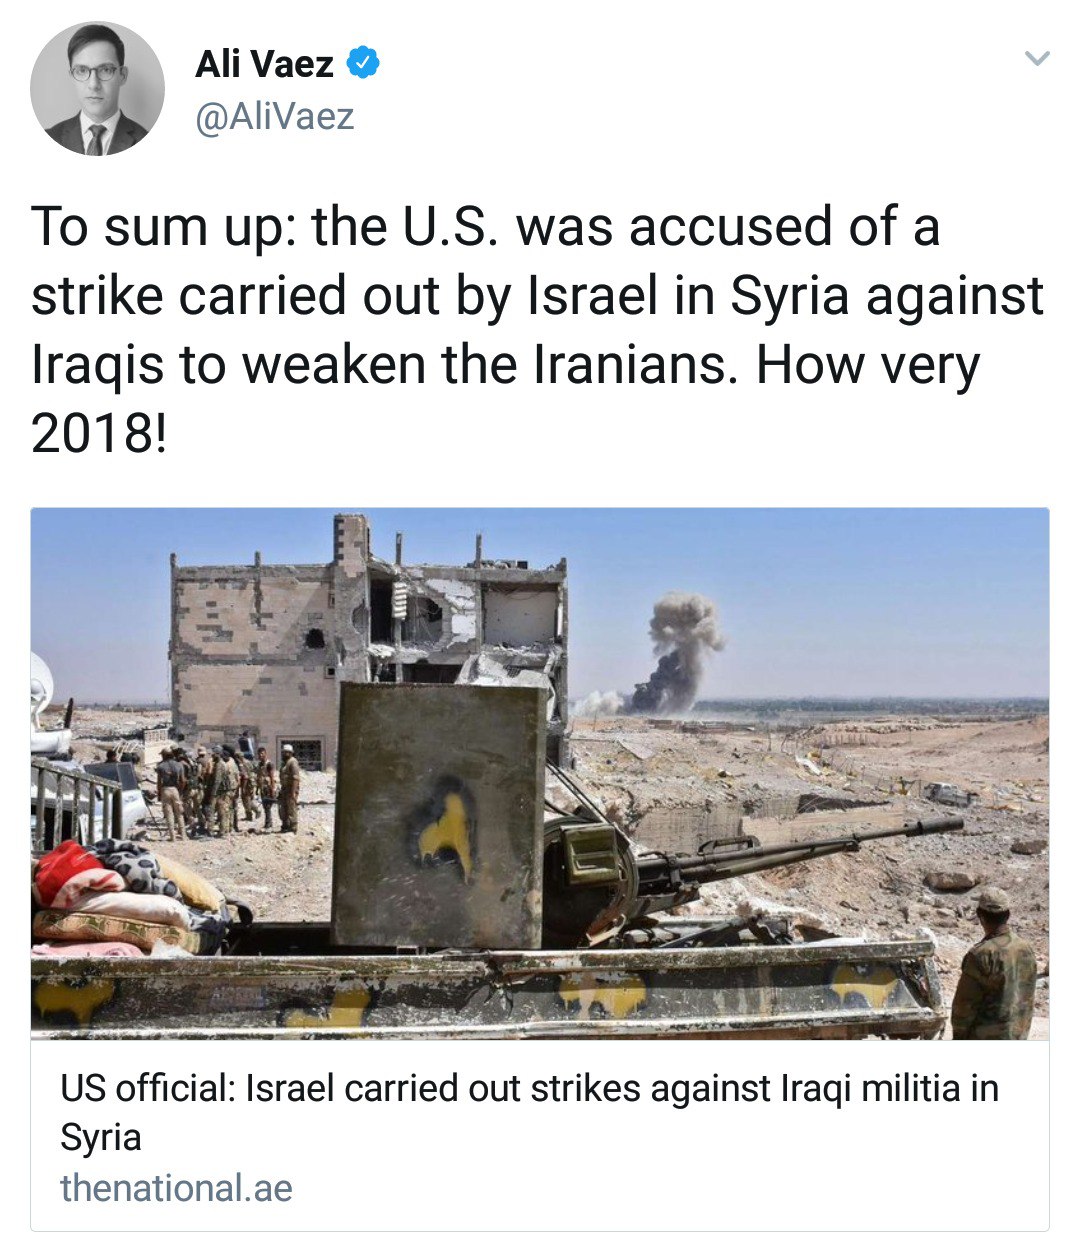 Ali Vaez
@AliVaez
To sum up: the U.S. was accused of a
strike carried out by Israel in Syria against
Iraqis to weaken the Iranians. How very
2018!
US official: Israel carried out strikes against Iraqi militia in
Syria
thenational.ae